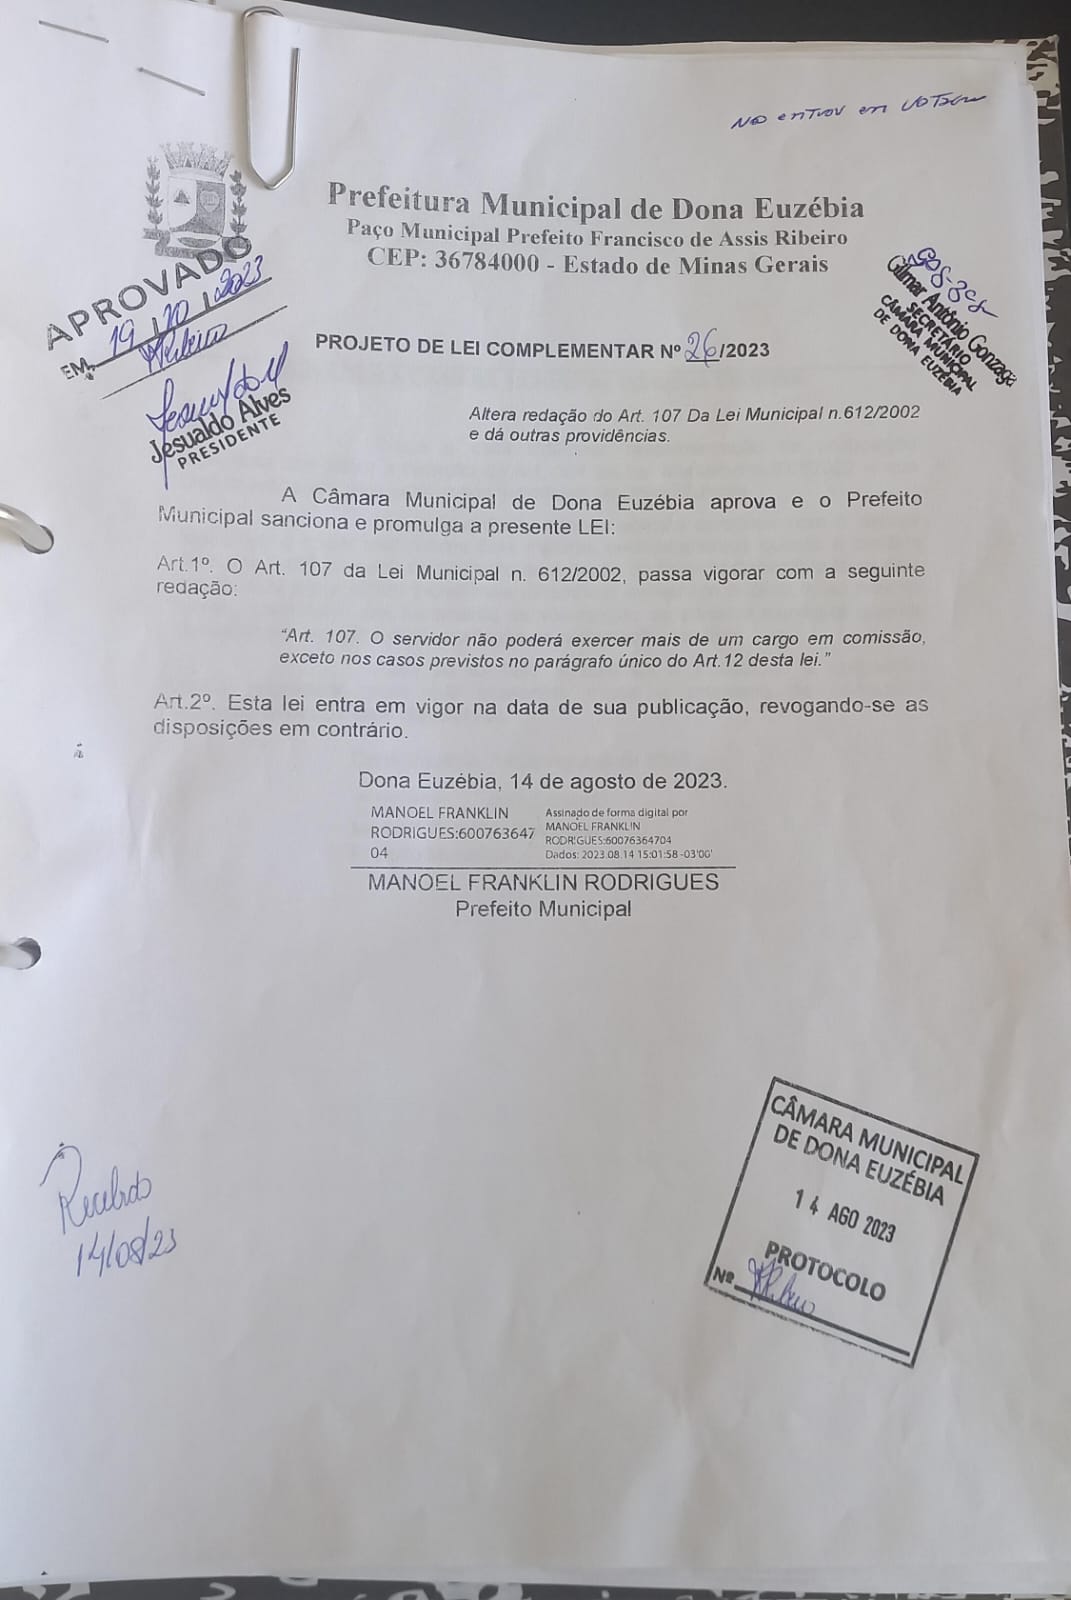 Não entrou em votação
Prefeitura Municipal de Dona Euzébia
Paço Municipal Prefeito Francisco de Assis Ribeiro
CEP: 36784000 - Estado de Minas Gerais
APROVADO
EM 19 / 10 / 2023
Jesualdo Alves
PRESIDENTE
Gilmar Antônio Gonzaga
SECRETÁRIO
CÂMARA MUNICIPAL
DE DONA EUZÉBIA
PROJETO DE LEI COMPLEMENTAR Nº 26/2023
Altera redação do Art. 107 Da Lei Municipal n.612/2002
e dá outras providências.
A Câmara Municipal de Dona Euzébia aprova e o Prefeito
Municipal sanciona e promulga a presente LEI:
Art.1º. O Art. 107 da Lei Municipal n. 612/2002, passa vigorar com a seguinte
redação:
“Art. 107. O servidor não poderá exercer mais de um cargo em comissão,
exceto nos casos previstos no parágrafo único do Art.12 desta lei.”
Art.2º. Esta lei entra em vigor na data de sua publicação, revogando-se as
disposições em contrário.
Dona Euzébia, 14 de agosto de 2023.
MANOEL FRANKLIN
RODRIGUES:600763647
04
Assinado de forma digital por
MANOEL FRANKLIN
RODRIGUES:60076364704
Dados: 2023.08.14 15:01:58 -03'00'
MANOEL FRANKLIN RODRIGUES
Prefeito Municipal
CÂMARA MUNICIPAL
DE DONA EUZÉBIA
14 AGO 2023
PROTOCOLO
Nº
Recebido
14/08/23